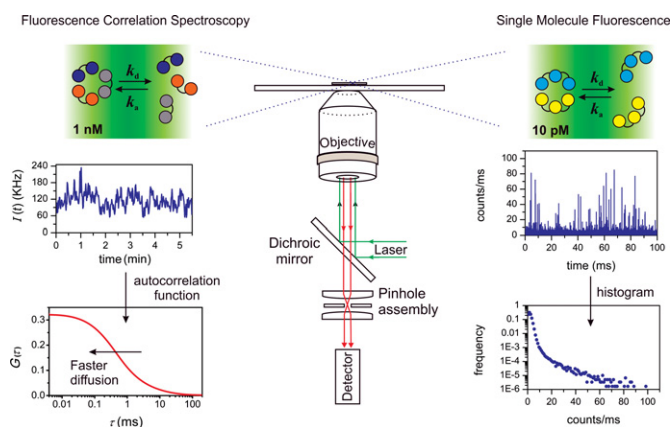 Fluorescence Correlation Spectroscopy
Single Molecule Fluorescence
kd
ka
1 nM
I (t) (KHz)
240
200
160
120
80
40
0
0 1 2 3 4 5
time (min)
autocorrelation
function
G(τ)
0.3
0.2
0.1
0.0
Faster
diffusion
0.01 0.1 1 10 100
τ (ms)
Objective
Dichroic
mirror
Laser
Pinhole
assembly
Detector
kd
ka
10 pM
counts/ms
100
80
60
40
20
0
0 20 40 60 80 100
time (ms)
histogram
frequency
1
0.1
0.01
1E-3
1E-4
1E-5
1E-6
0 20 40 60 80 100
counts/ms